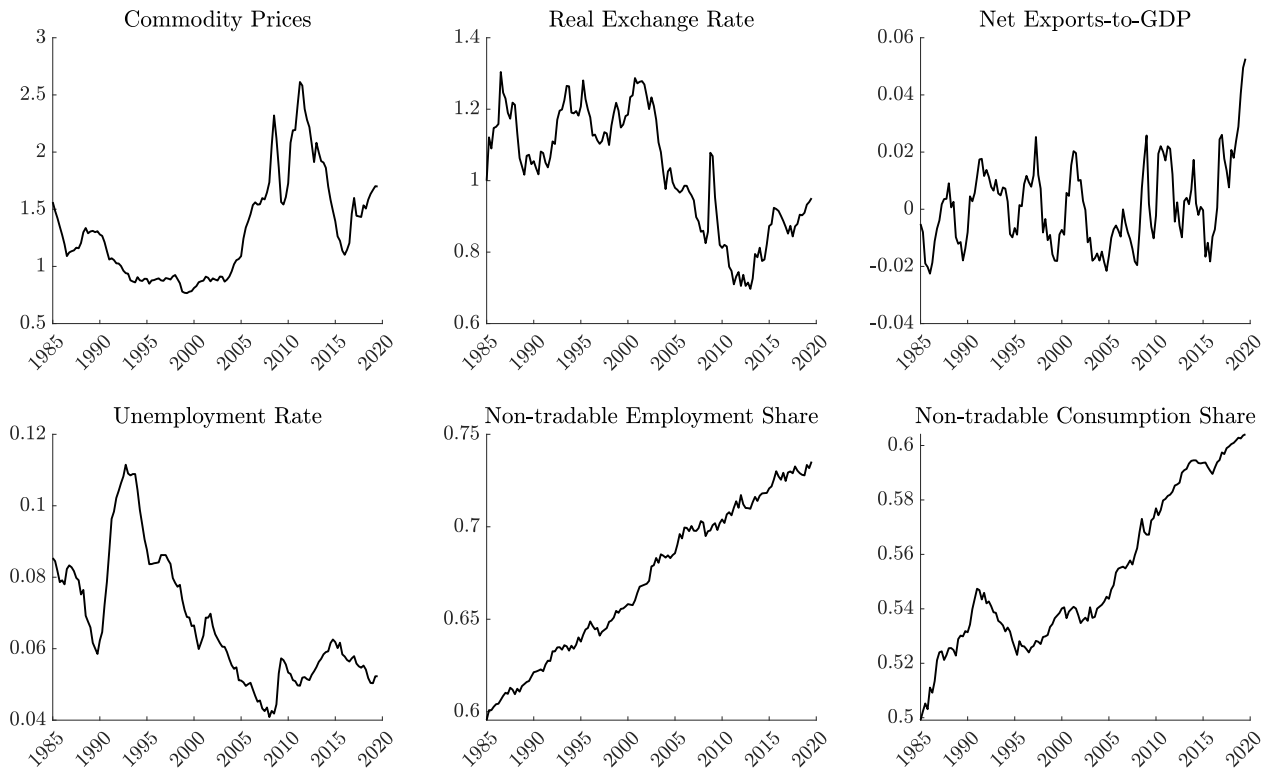 Commodity Prices
3
2.5
2
1.5
1
0.5
1985 1990 1995 2000 2005 2010 2015 2020
Real Exchange Rate
1.4
1.2
1
0.8
0.6
1985 1990 1995 2000 2005 2010 2015 2020
Net Exports-to-GDP
0.06
0.04
0.02
0
-0.02
-0.04
1985 1990 1995 2000 2005 2010 2015 2020
Unemployment Rate
0.12
0.1
0.08
0.06
0.04
1985 1990 1995 2000 2005 2010 2015 2020
Non-tradable Employment Share
0.75
0.7
0.65
0.6
1985 1990 1995 2000 2005 2010 2015 2020
Non-tradable Consumption Share
0.6
0.58
0.56
0.54
0.52
0.5
1985 1990 1995 2000 2005 2010 2015 2020